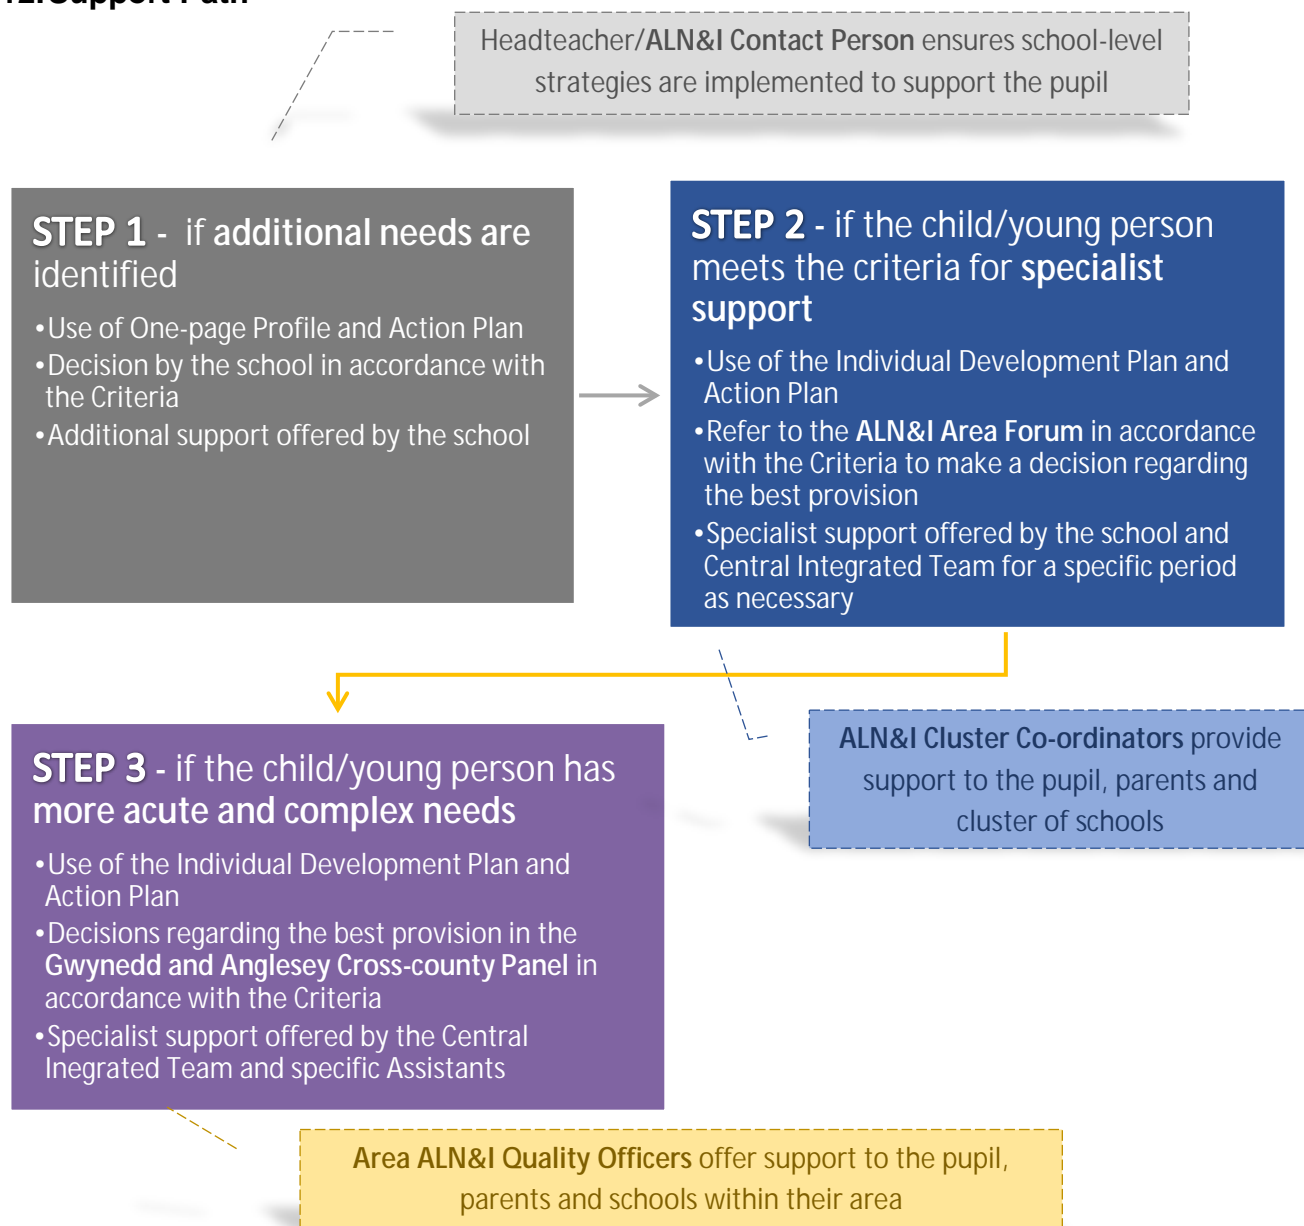 12.Support Path
Headteacher/ALN&I Contact Person ensures school-level
strategies are implemented to support the pupil
STEP 1 - if additional needs are
identified
•Use of One-page Profile and Action Plan
•Decision by the school in accordance with
the Criteria
•Additional support offered by the school
STEP 2 - if the child/young person
meets the criteria for specialist
support
•Use of the Individual Development Plan and
Action Plan
•Refer to the ALN&I Area Forum in accordance
with the Criteria to make a decision regarding
the best provision
•Specialist support offered by the school and
Central Integrated Team for a specific period
as necessary
ALN&I Cluster Co-ordinators provide
support to the pupil, parents and
cluster of schools
STEP 3 - if the child/young person has
more acute and complex needs
•Use of the Individual Development Plan and
Action Plan
•Decisions regarding the best provision in the
Gwynedd and Anglesey Cross-county Panel in
accordance with the Criteria
•Specialist support offered by the Central
Inegrated Team and specific Assistants
Area ALN&I Quality Officers offer support to the pupil,
parents and schools within their area